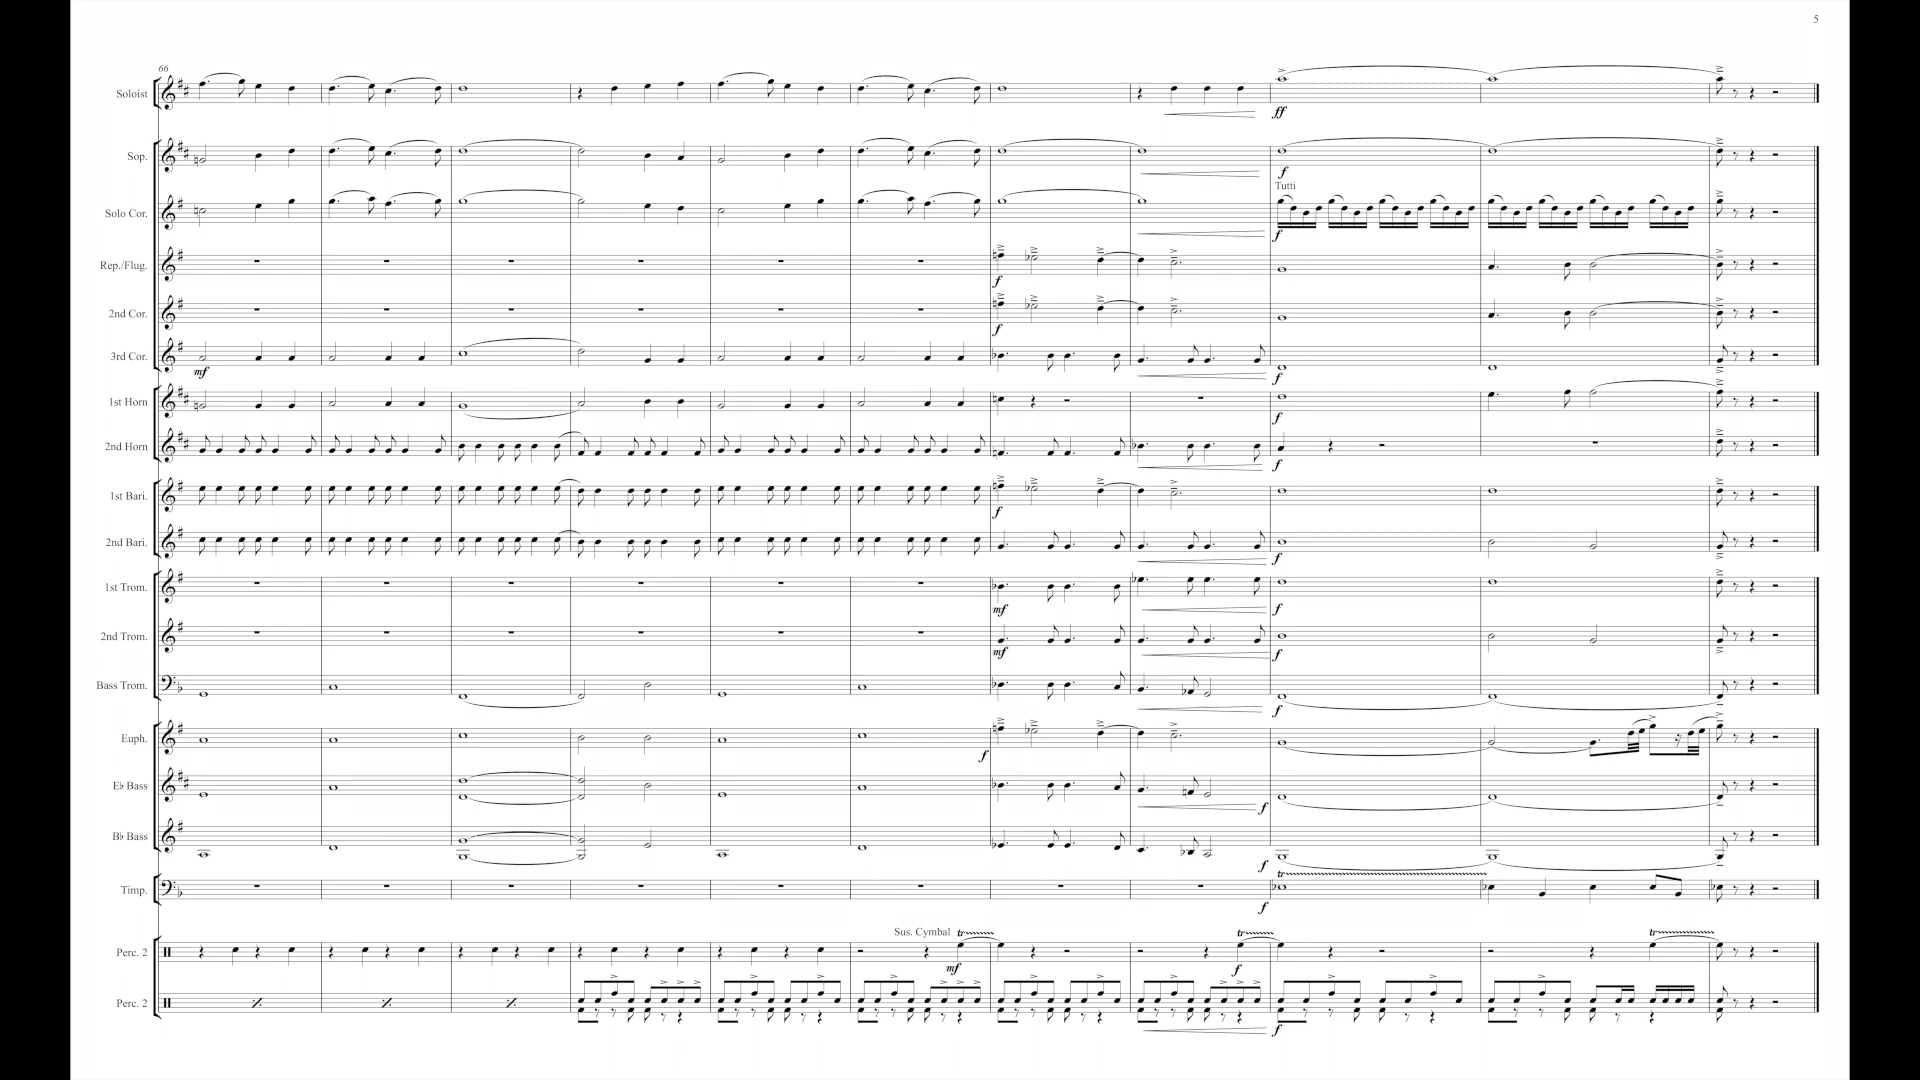 5
66
Soloist
ff
Sop.
f
Tutti
Solo Cor.
f
Rep./Flug.
f
2nd Cor.
f
3rd Cor.
mf f
1st Horn
f
2nd Horn
f
1st Bari.
f
2nd Bari.
f
1st Trom.
mf f
2nd Trom.
mf f
Bass Trom.
f
Euph.
f
E♭ Bass
f
B♭ Bass
f
tr
Timp.
f
Sus. Cymbal tr tr tr
Perc. 2
mf f
Perc. 2
f